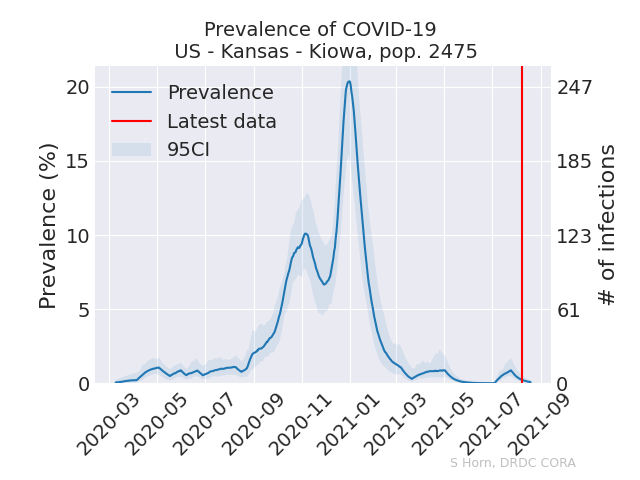 Prevalence of COVID-19
US - Kansas - Kiowa, pop. 2475
Prevalence
Latest data
95CI
Prevalence (%)
20
15
10
5
0
247
185
123
61
0
# of infections
2020-03
2020-05
2020-07
2020-09
2020-11
2021-01
2021-03
2021-05
2021-07
2021-09
S Horn, DRDC CORA